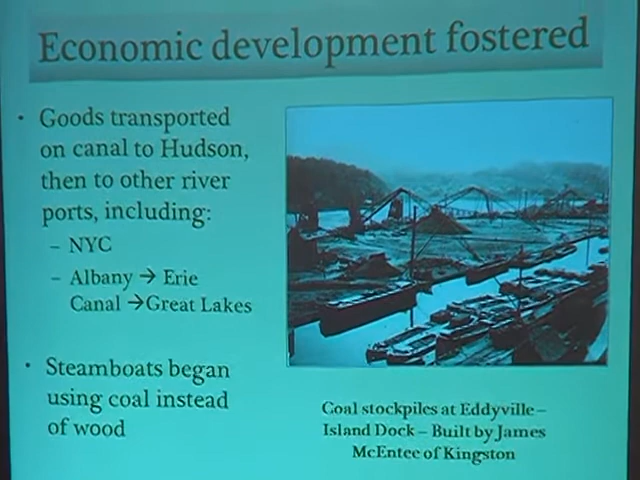 Economic development fostered
• Goods transported
on canal to Hudson,
then to other river
ports, including:
– NYC
– Albany → Erie
Canal →Great Lakes
• Steamboats began
using coal instead
of wood
Coal stockpiles at Eddyville –
Island Dock – Built by James
McEntee of Kingston